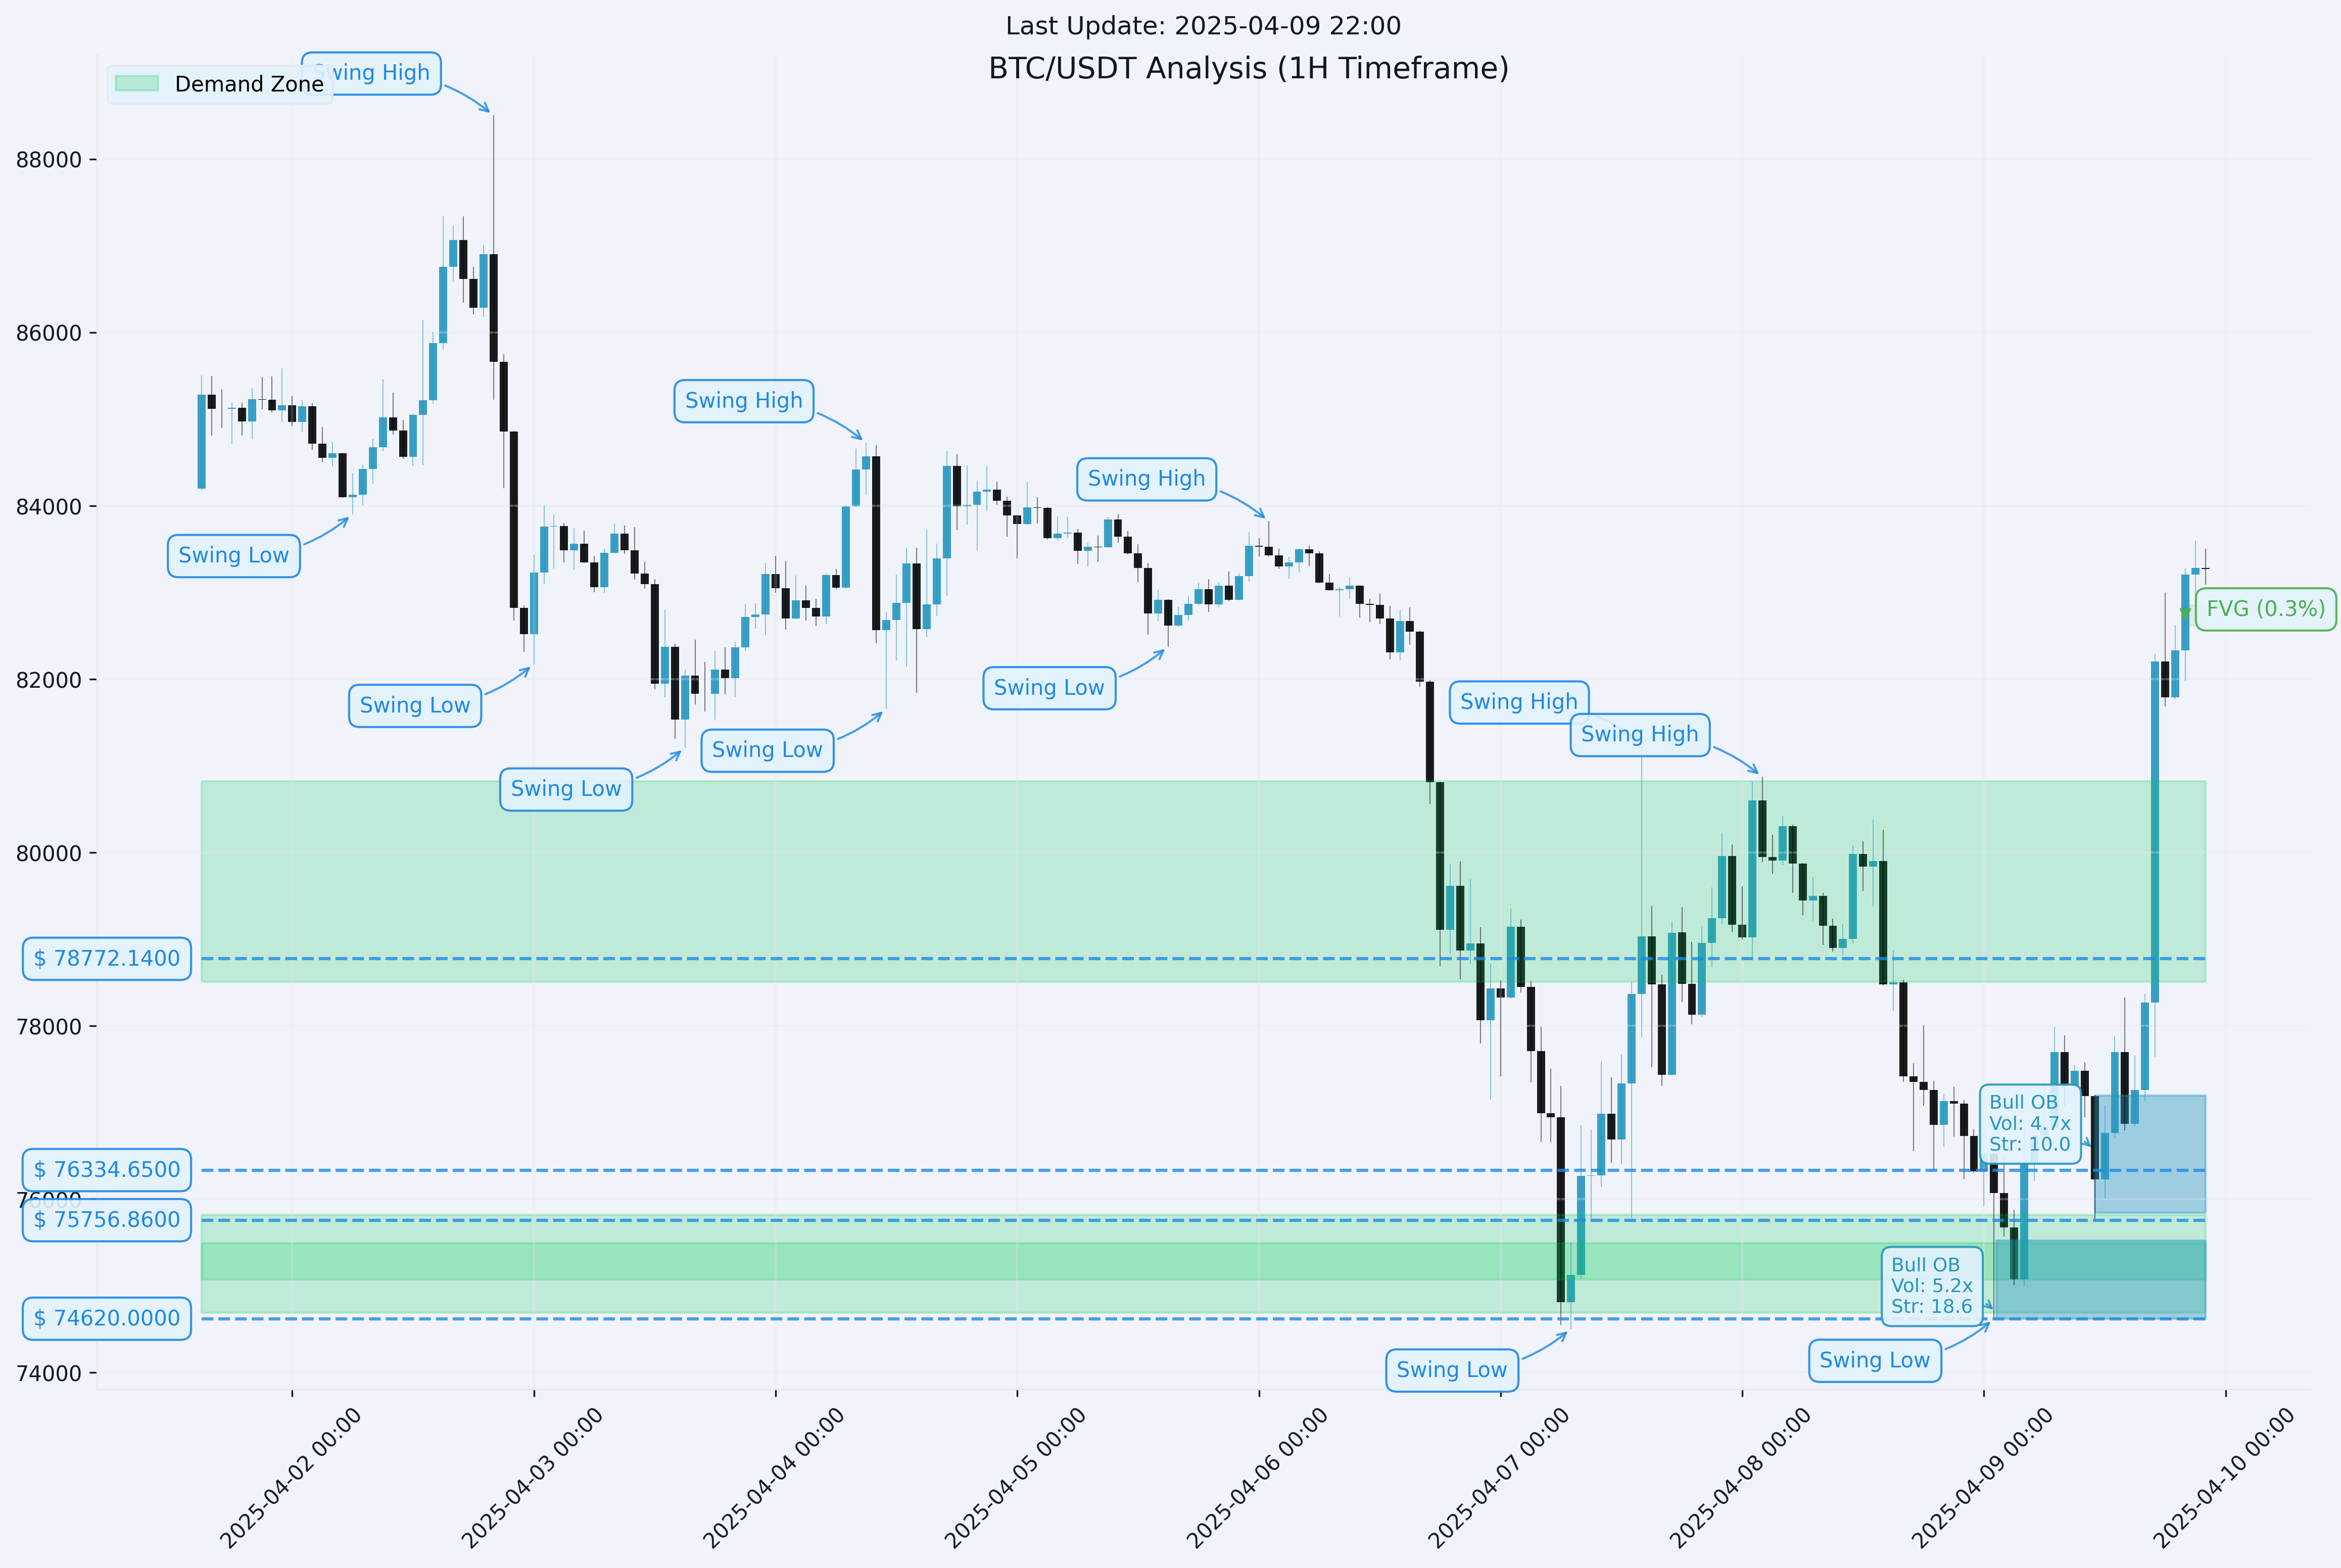 Last Update: 2025-04-09 22:00
BTC/USDT Analysis (1H Timeframe)
Demand Zone
Swing High
88000
86000
Swing High
84000
Swing High
Swing Low
FVG (0.3%)
82000
Swing Low
Swing Low
Swing High
Swing High
Swing Low
Swing Low
80000
$ 78772.1400
78000
Bull OB
Vol: 4.7x
Str: 10.0
$ 76334.6500
76000
$ 75756.8600
Bull OB
Vol: 5.2x
Str: 18.6
$ 74620.0000
74000
Swing Low
Swing Low
2025-04-02 00:00
2025-04-03 00:00
2025-04-04 00:00
2025-04-05 00:00
2025-04-06 00:00
2025-04-07 00:00
2025-04-08 00:00
2025-04-09 00:00
2025-04-10 00:00